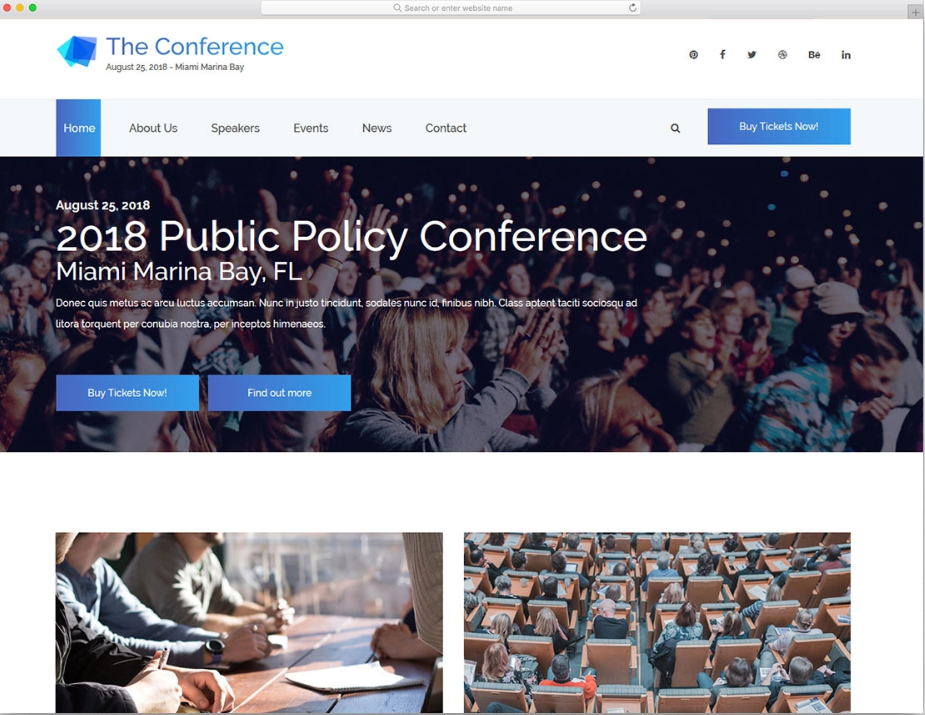 Search or enter website name
The Conference
August 25, 2018 - Miami Marina Bay
Bē
in
Home
About Us
Speakers
Events
News
Contact
Buy Tickets Now!
August 25, 2018
2018 Public Policy Conference
Miami Marina Bay, FL
Donec quis metus ac arcu luctus accumsan. Nunc in justo tincidunt, sodales nunc id, finibus nibh. Class aptent taciti sociosqu ad
litora torquent per conubia nostra, per inceptos himenaeos.
Buy Tickets Now!
Find out more